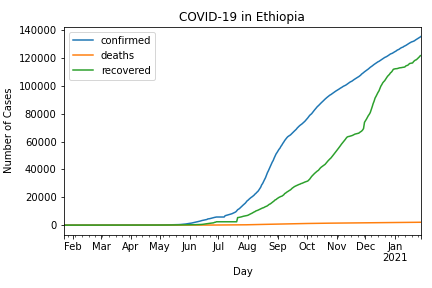 COVID-19 in Ethiopia
confirmed
deaths
recovered
140000
120000
100000
80000
60000
40000
20000
0
Number of Cases
Feb Mar Apr May Jun Jul Aug Sep Oct Nov Dec Jan
2021
Day